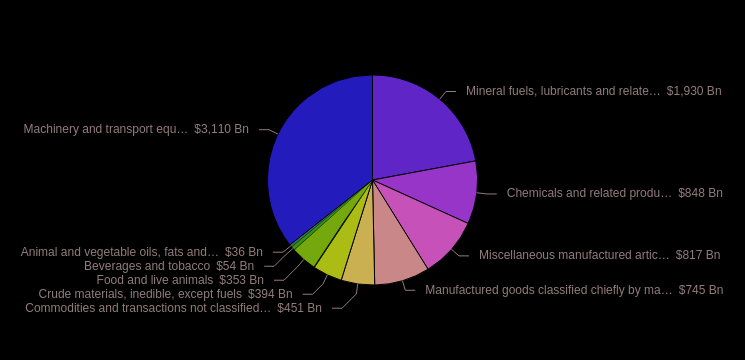 Mineral fuels, lubricants and relate… $1,930 Bn
Machinery and transport equ… $3,110 Bn
Chemicals and related produ… $848 Bn
Miscellaneous manufactured artic… $817 Bn
Animal and vegetable oils, fats and… $36 Bn
Beverages and tobacco $54 Bn
Food and live animals $353 Bn
Manufactured goods classified chiefly by ma… $745 Bn
Crude materials, inedible, except fuels $394 Bn
Commodities and transactions not classified… $451 Bn